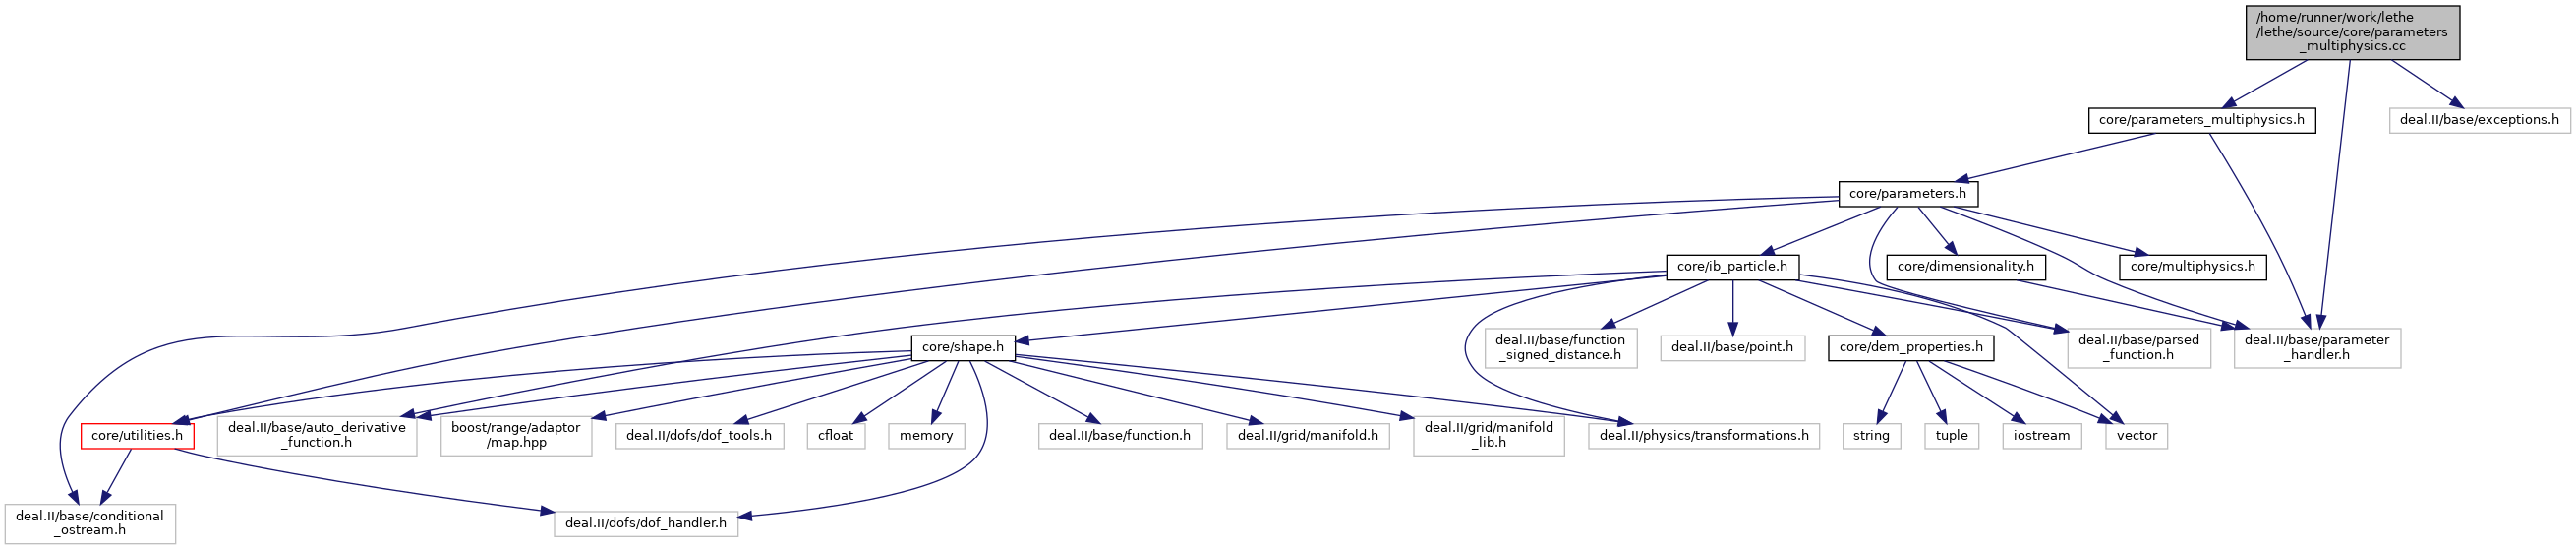 /home/runner/work/lethe
/lethe/source/core/parameters
_multiphysics.cc
core/parameters_multiphysics.h
deal.II/base/exceptions.h
core/parameters.h
core/ib_particle.h
core/dimensionality.h
core/multiphysics.h
core/shape.h
deal.II/base/function
_signed_distance.h
deal.II/base/point.h
core/dem_properties.h
deal.II/base/parsed
_function.h
deal.II/base/parameter
_handler.h
core/utilities.h
deal.II/base/auto_derivative
_function.h
boost/range/adaptor
/map.hpp
deal.II/dofs/dof_tools.h
cfloat
memory
deal.II/base/function.h
deal.II/grid/manifold.h
deal.II/grid/manifold
_lib.h
deal.II/physics/transformations.h
string
tuple
iostream
vector
deal.II/base/conditional
_ostream.h
deal.II/dofs/dof_handler.h